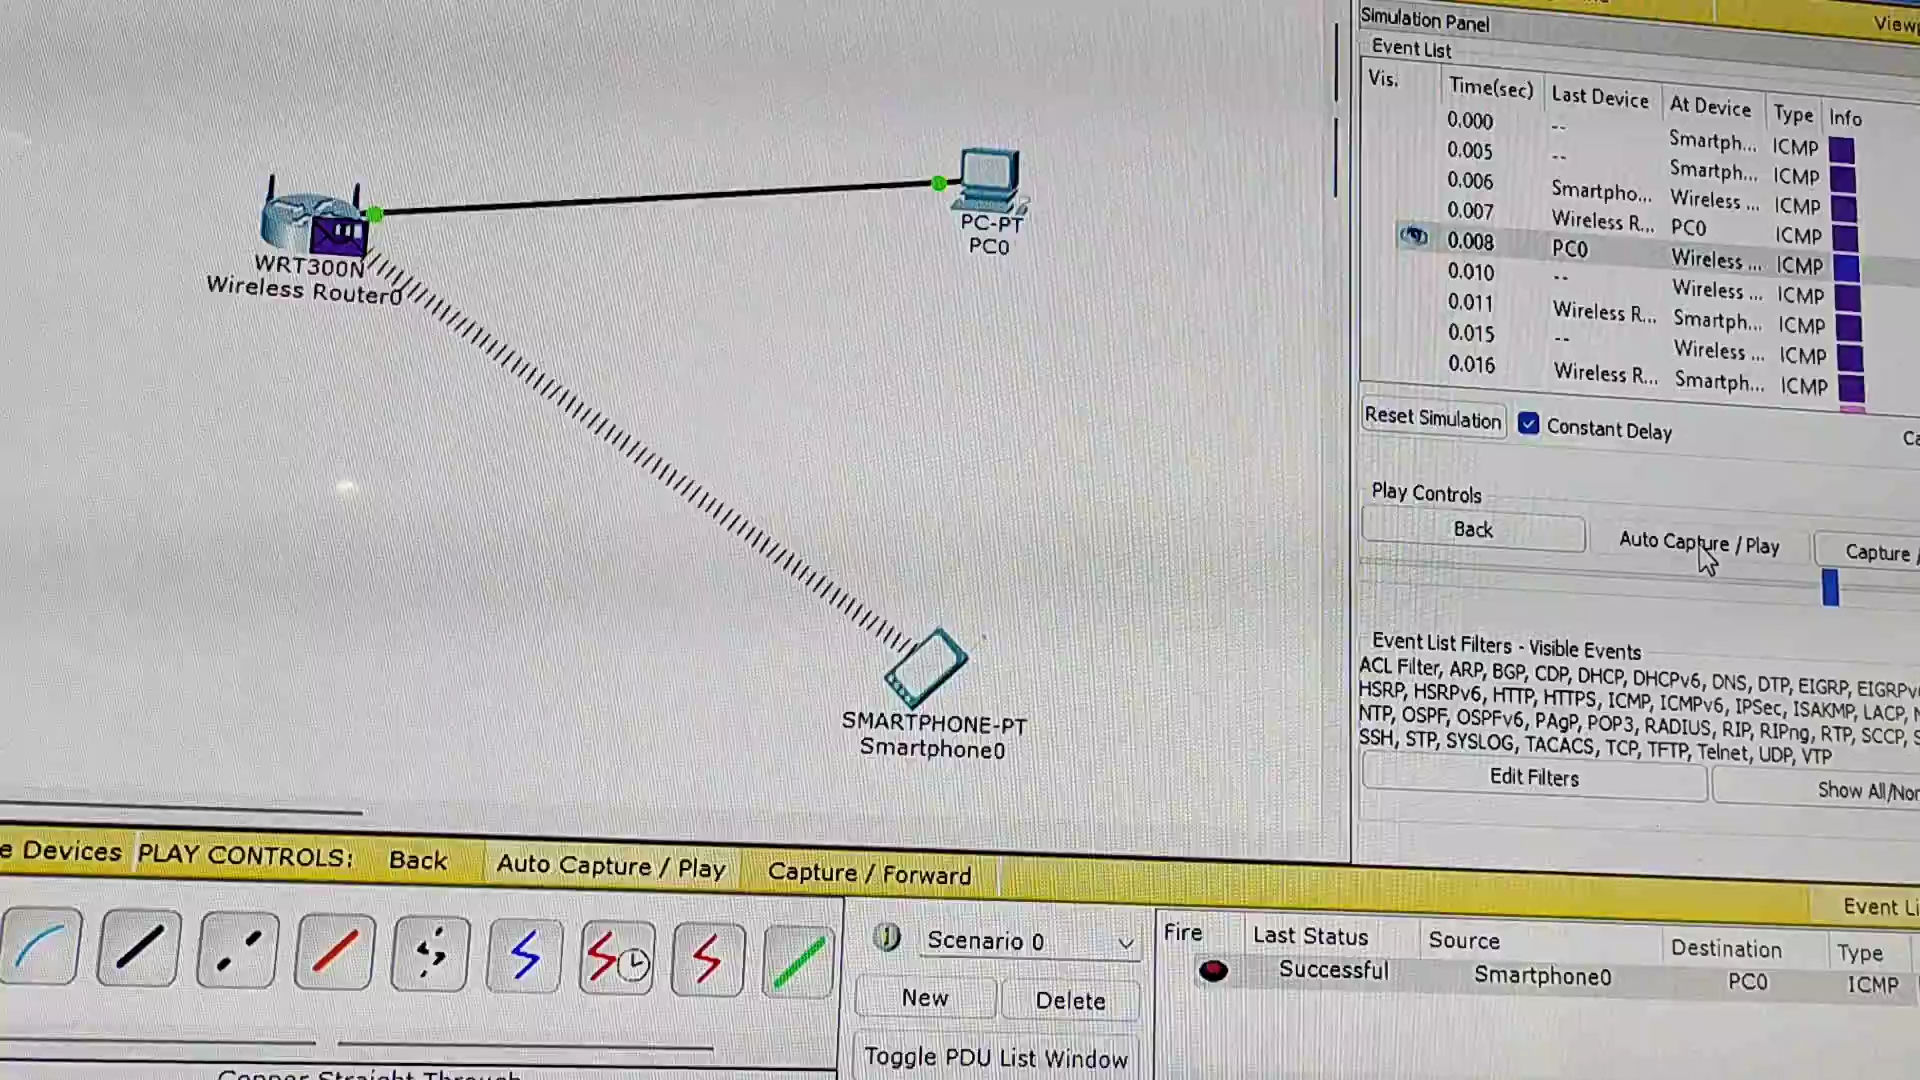 Simulation Panel
View
Event List
Vis. Time(sec) Last Device At Device Type Info
0.000 -- Smartph... ICMP
0.005 -- Smartph... ICMP
0.006 Smartpho... Wireless ... ICMP
0.007 Wireless R... PC0 ICMP
0.008 PC0 Wireless ... ICMP
0.010 -- Wireless ... ICMP
0.011 Wireless R... Smartph... ICMP
0.015 -- Wireless ... ICMP
0.016 Wireless R... Smartph... ICMP
Reset Simulation Constant Delay Ca
Play Controls
Back Auto Capture / Play Capture /
Event List Filters - Visible Events
ACL Filter, ARP, BGP, CDP, DHCP, DHCPv6, DNS, DTP, EIGRP, EIGRPv
HSRP, HSRPv6, HTTP, HTTPS, ICMP, ICMPv6, IPSec, ISAKMP, LACP,
NTP, OSPF, OSPFv6, PAgP, POP3, RADIUS, RIP, RIPng, RTP, SCCP, S
SSH, STP, SYSLOG, TACACS, TCP, TFTP, Telnet, UDP, VTP
Edit Filters Show All/Non
PC-PT
PC0
WRT300N
Wireless Router0
SMARTPHONE-PT
Smartphone0
e Devices PLAY CONTROLS: Back Auto Capture / Play Capture / Forward
Event Li
Scenario 0
New Delete
Toggle PDU List Window
Fire Last Status Source Destination Type
Successful Smartphone0 PC0 ICMP
Copper Straight-Through